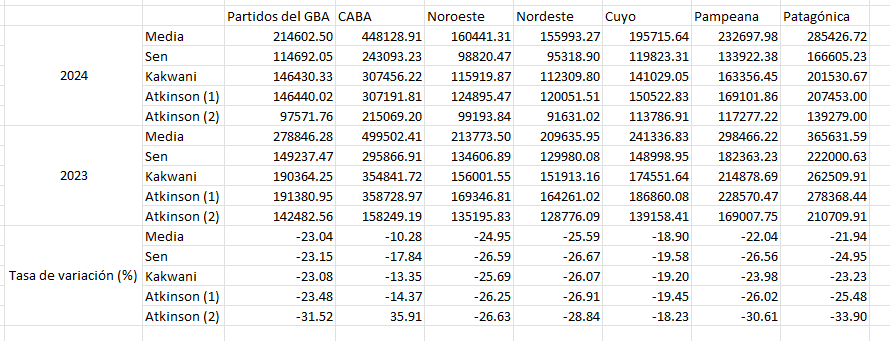 Partidos del GBA CABA Noroeste Nordeste Cuyo Pampeana Patagónica
2024 Media 214602.50 448128.91 160441.31 155993.27 195715.64 232697.98 285426.72
Sen 114692.05 243093.23 98820.47 95318.90 119823.31 133922.38 166605.23
Kakwani 146430.33 307456.22 115919.87 112309.80 141029.05 163356.45 201530.67
Atkinson (1) 146440.02 307191.81 124895.47 120051.51 150522.83 169101.86 207453.00
Atkinson (2) 97571.76 215069.20 99193.84 91631.02 113786.91 117277.22 139279.00
2023 Media 278846.28 499502.41 213773.50 209635.95 241336.83 298466.22 365631.59
Sen 149237.47 295866.91 134606.89 129980.08 148998.95 182363.23 222000.63
Kakwani 190364.25 354841.72 156001.55 151913.16 174551.64 214878.69 262509.91
Atkinson (1) 191380.95 358728.97 169346.81 164261.02 186860.08 228570.47 278368.44
Atkinson (2) 142482.56 158249.19 135195.83 128776.09 139158.41 169007.75 210709.91
Tasa de variación (%) Media -23.04 -10.28 -24.95 -25.59 -18.90 -22.04 -21.94
Sen -23.15 -17.84 -26.59 -26.67 -19.58 -26.56 -24.95
Kakwani -23.08 -13.35 -25.69 -26.07 -19.20 -23.98 -23.23
Atkinson (1) -23.48 -14.37 -26.25 -26.91 -19.45 -26.02 -25.48
Atkinson (2) -31.52 35.91 -26.63 -28.84 -18.23 -30.61 -33.90